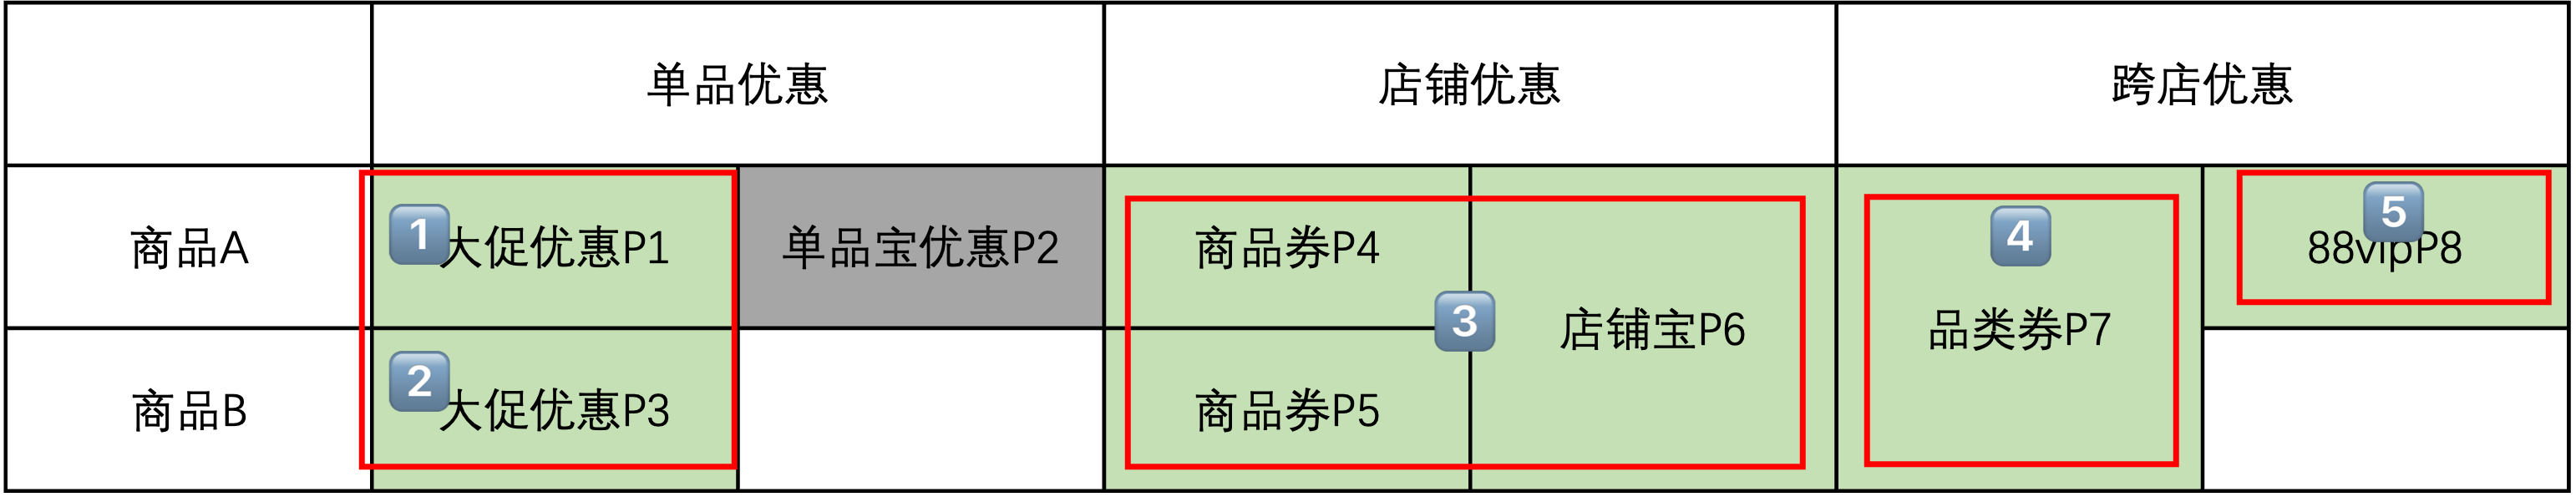 单品优惠 店铺优惠 跨店优惠
商品A 1 大促优惠P1 单品宝优惠P2 商品券P4 4 5 88vipP8
3 店铺宝P6 品类券P7
商品B 2 大促优惠P3 商品券P5